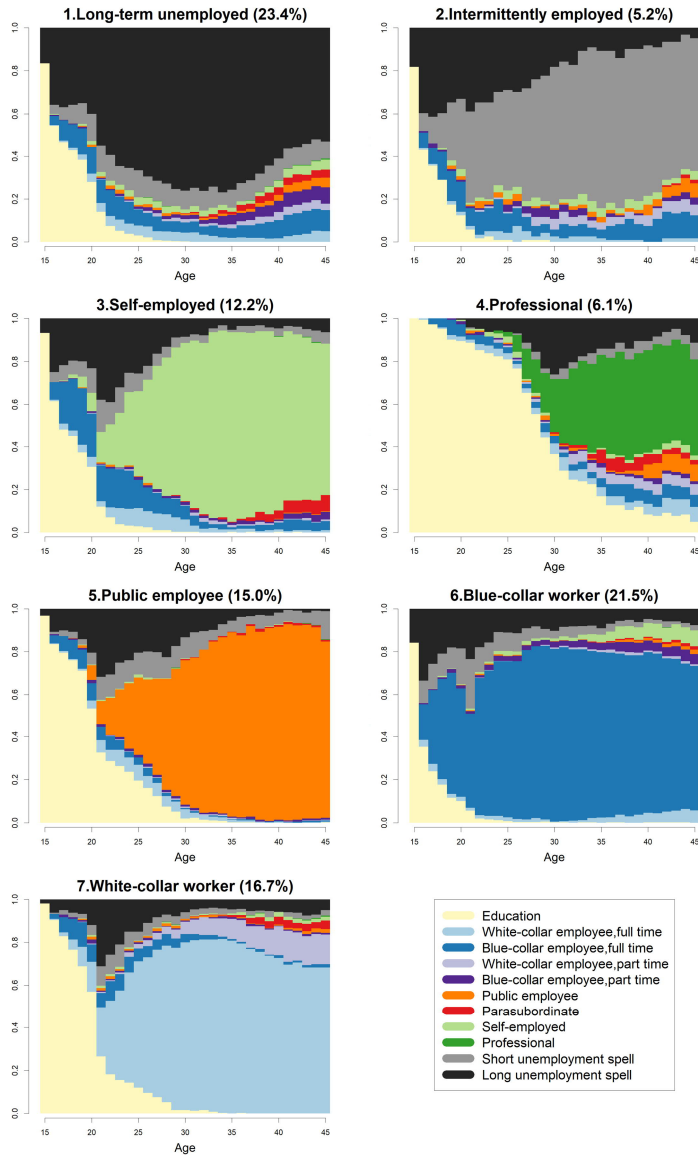 1.Long-term unemployed (23.4%)
0.0 0.2 0.4 0.6 0.8 1.0
15 20 25 30 35 40 45
Age
2.Intermittently employed (5.2%)
0.0 0.2 0.4 0.6 0.8 1.0
15 20 25 30 35 40 45
Age
3.Self-employed (12.2%)
0.0 0.2 0.4 0.6 0.8 1.0
15 20 25 30 35 40 45
Age
4.Professional (6.1%)
0.0 0.2 0.4 0.6 0.8 1.0
15 20 25 30 35 40 45
Age
5.Public employee (15.0%)
0.0 0.2 0.4 0.6 0.8 1.0
15 20 25 30 35 40 45
Age
6.Blue-collar worker (21.5%)
0.0 0.2 0.4 0.6 0.8 1.0
15 20 25 30 35 40 45
Age
7.White-collar worker (16.7%)
0.0 0.2 0.4 0.6 0.8 1.0
15 20 25 30 35 40 45
Age
Education
White-collar employee,full time
Blue-collar employee,full time
White-collar employee,part time
Blue-collar employee,part time
Public employee
Parasubordinate
Self-employed
Professional
Short unemployment spell
Long unemployment spell